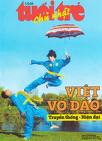 tuổi trẻ
chủ nhật
VIỆT
VÕ ĐẠO
Truyền thống - Hiện đại